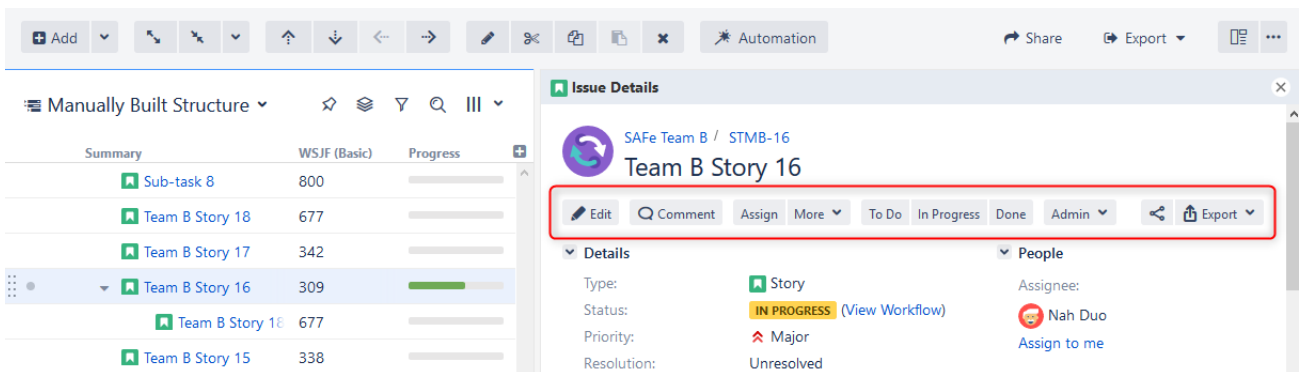 Add Automation Share Export
Manually Built Structure
Summary WSJF (Basic) Progress
Sub-task 8 800
Team B Story 18 677
Team B Story 17 342
Team B Story 16 309
Team B Story 18 677
Team B Story 15 338
Issue Details
SAFe Team B / STMB-16
Team B Story 16
Edit Comment Assign More To Do In Progress Done Admin Export
Details
Type: Story
Status: IN PROGRESS (View Workflow)
Priority: Major
Resolution: Unresolved
People
Assignee:
Nah Duo
Assign to me